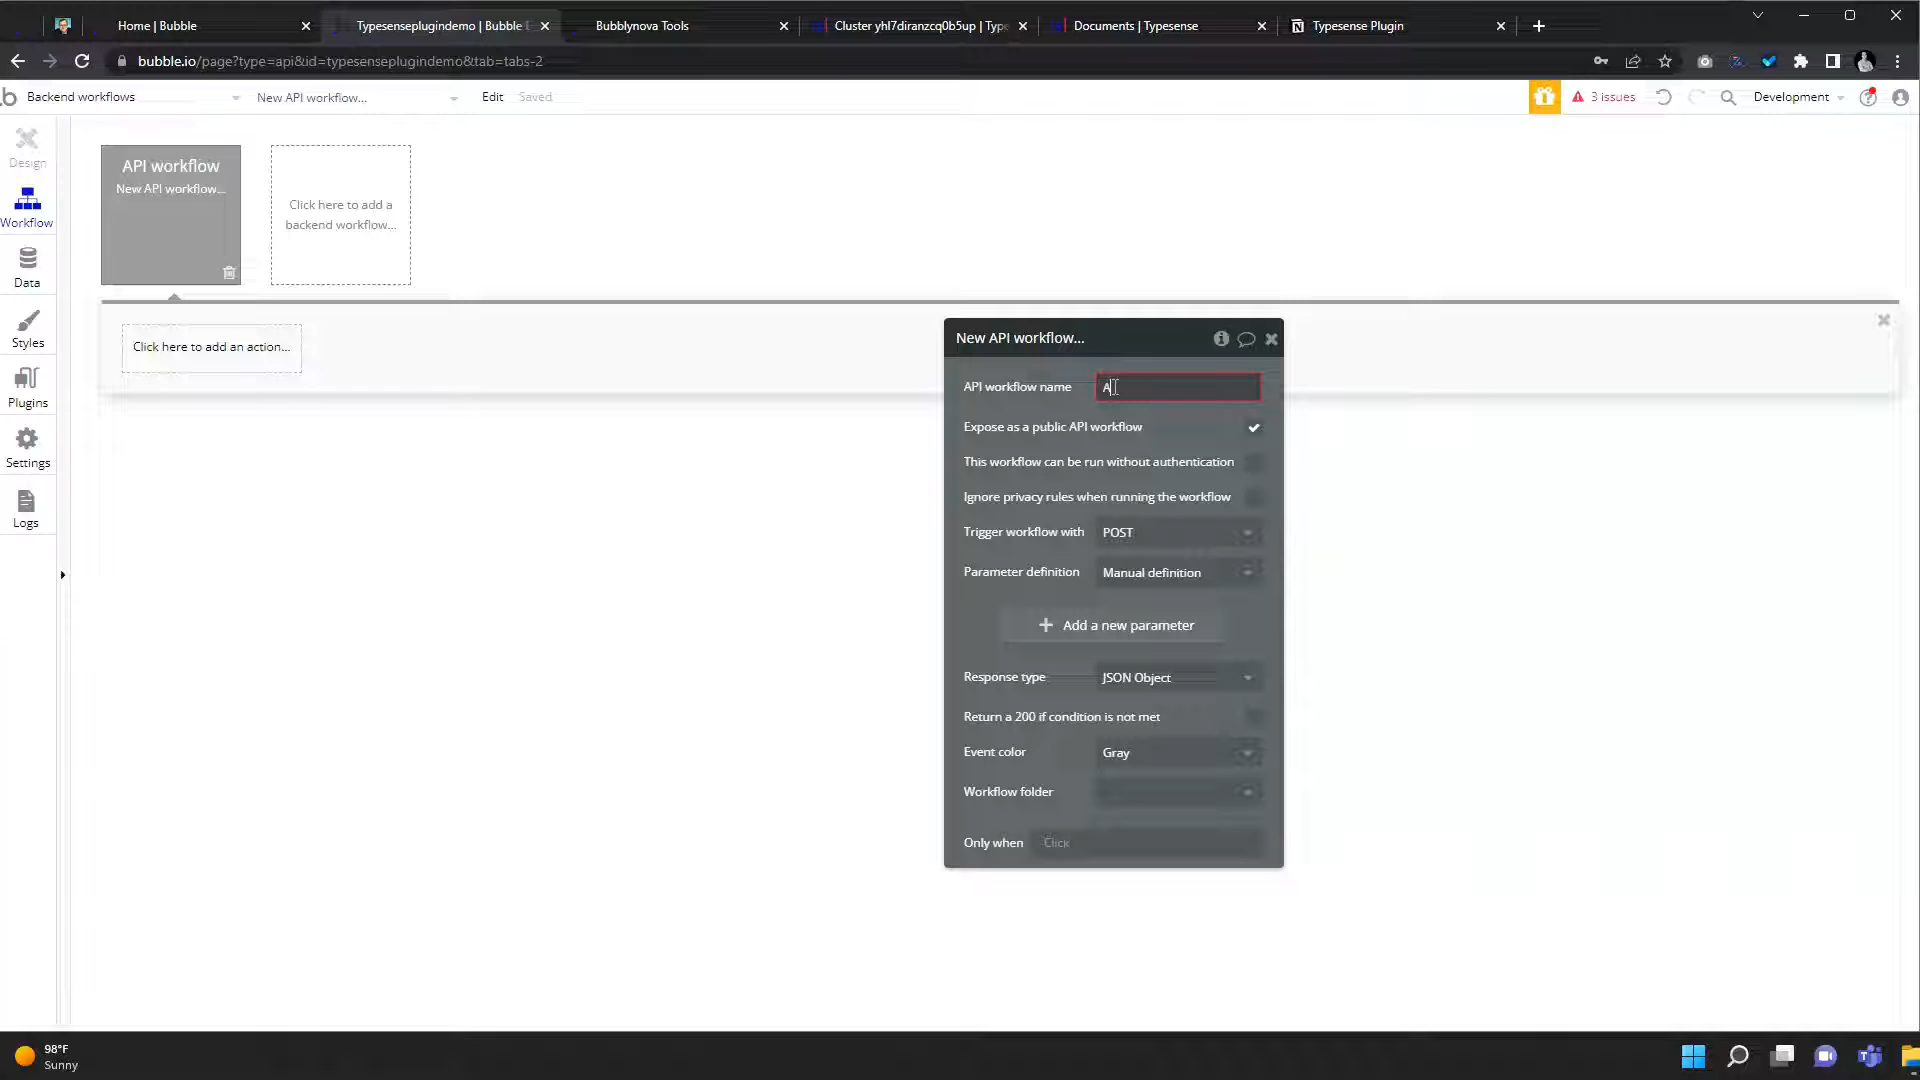 Home | Bubble
Typesenseplugindemo | Bubble E
Bubblynova Tools
Cluster yhl7diranzcq0b5up | Type
Documents | Typesense
Typesense Plugin
bubble.io/page?type=api&id=typesenseplugindemo&tab=tabs-2
Backend workflows
New API workflow...
Edit
Saved
3 issues
Development
Design
Workflow
Data
Styles
Plugins
Settings
Logs
API workflow
New API workflow...
Click here to add a
backend workflow...
Click here to add an action...
New API workflow...
API workflow name A
Expose as a public API workflow
This workflow can be run without authentication
Ignore privacy rules when running the workflow
Trigger workflow with POST
Parameter definition Manual definition
Add a new parameter
Response type JSON Object
Return a 200 if condition is not met
Event color Gray
Workflow folder
Only when Click
98°F
Sunny